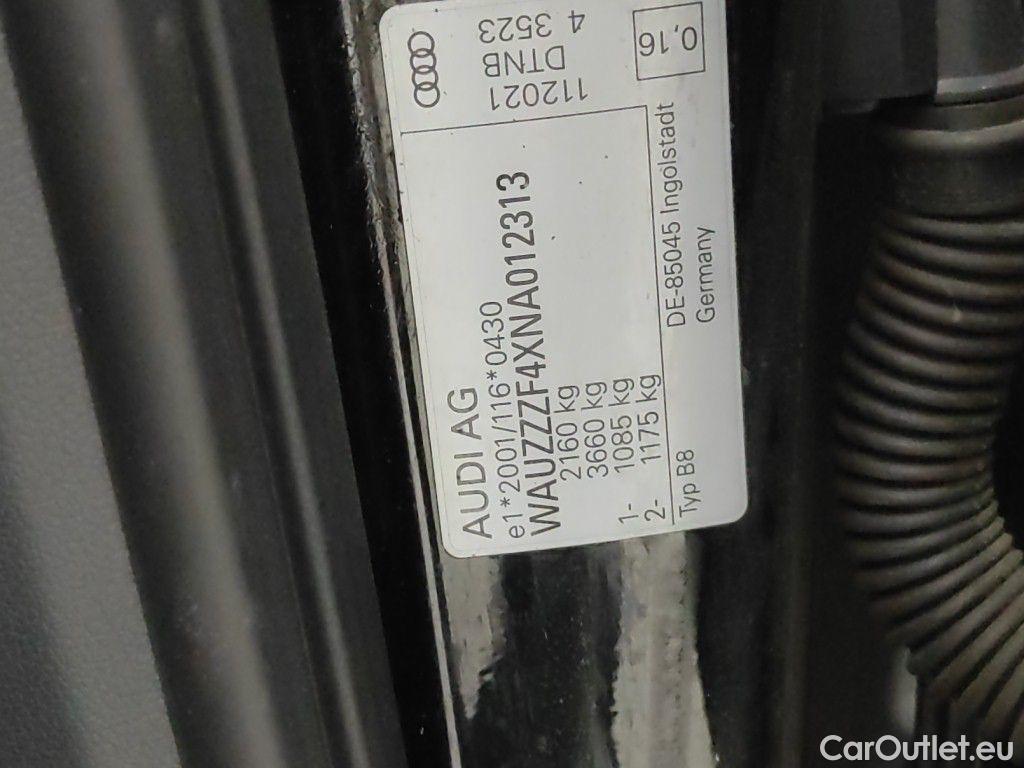 AUDI AG
e1*2001/116*0430
WAUZZZF4XNA012313
2160 kg
3660 kg
1- 1085 kg
2- 1175 kg
Typ B8
DE-85045 Ingolstadt
Germany
112021
DTNB
4 3523
0,16
CarOutlet.eu